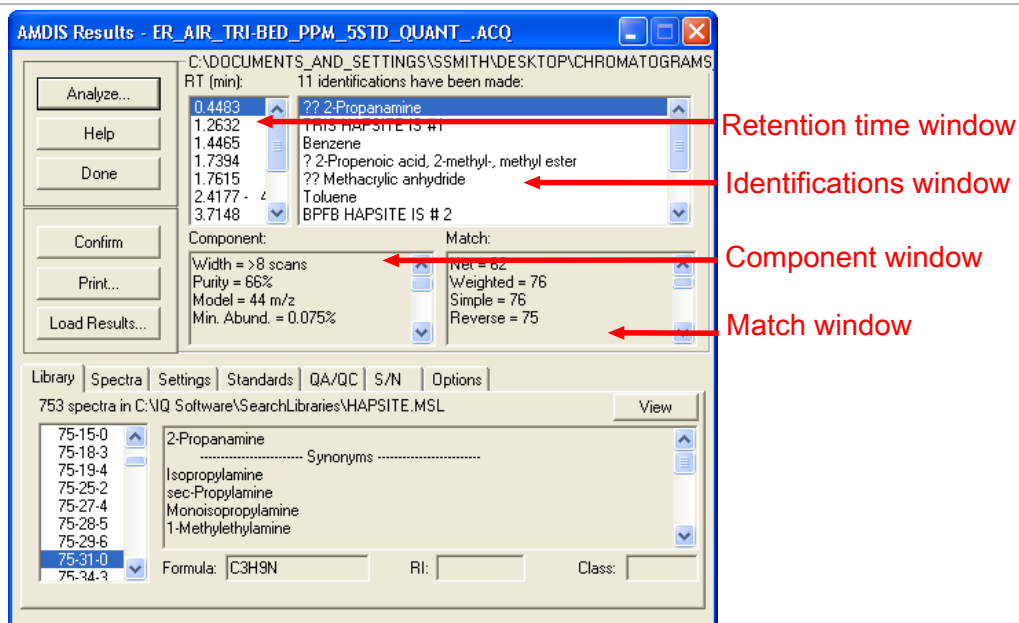 AMDIS Results - ER_AIR_TRI-BED_PPM_5STD_QUANT_.ACQ
C:\DOCUMENTS_AND_SETTINGS\SSMITH\DESKTOP\CHROMATOGRAMS_
Analyze...
Help
Done
Confirm
Print...
Load Results...
RT (min): 11 identifications have been made:
0.4483 ?? 2-Propanamine
1.2632 TRIS HAPSITE IS #1
1.4465 Benzene
1.7394 ? 2-Propenoic acid, 2-methyl-, methyl ester
1.7615 ?? Methacrylic anhydride
2.4177 - Toluene
3.7148 BPFB HAPSITE IS # 2
Retention time window
Identifications window
Component: Match:
Width = >8 scans Net = 62
Purity = 66% Weighted = 76
Model = 44 m/z Simple = 76
Min. Abund. = 0.075% Reverse = 75
Component window
Match window
Library Spectra Settings Standards QA/QC S/N Options
753 spectra in C:\IQ Software\SearchLibraries\HAPSITE.MSL View
75-15-0
75-18-3
75-19-4
75-25-2
75-27-4
75-28-5
75-29-6
75-31-0
75-34-3
2-Propanamine
------------------------ Synonyms ------------------------
Isopropylamine
sec-Propylamine
Monoisopropylamine
1-Methylethylamine
Formula: C3H9N RI: Class: